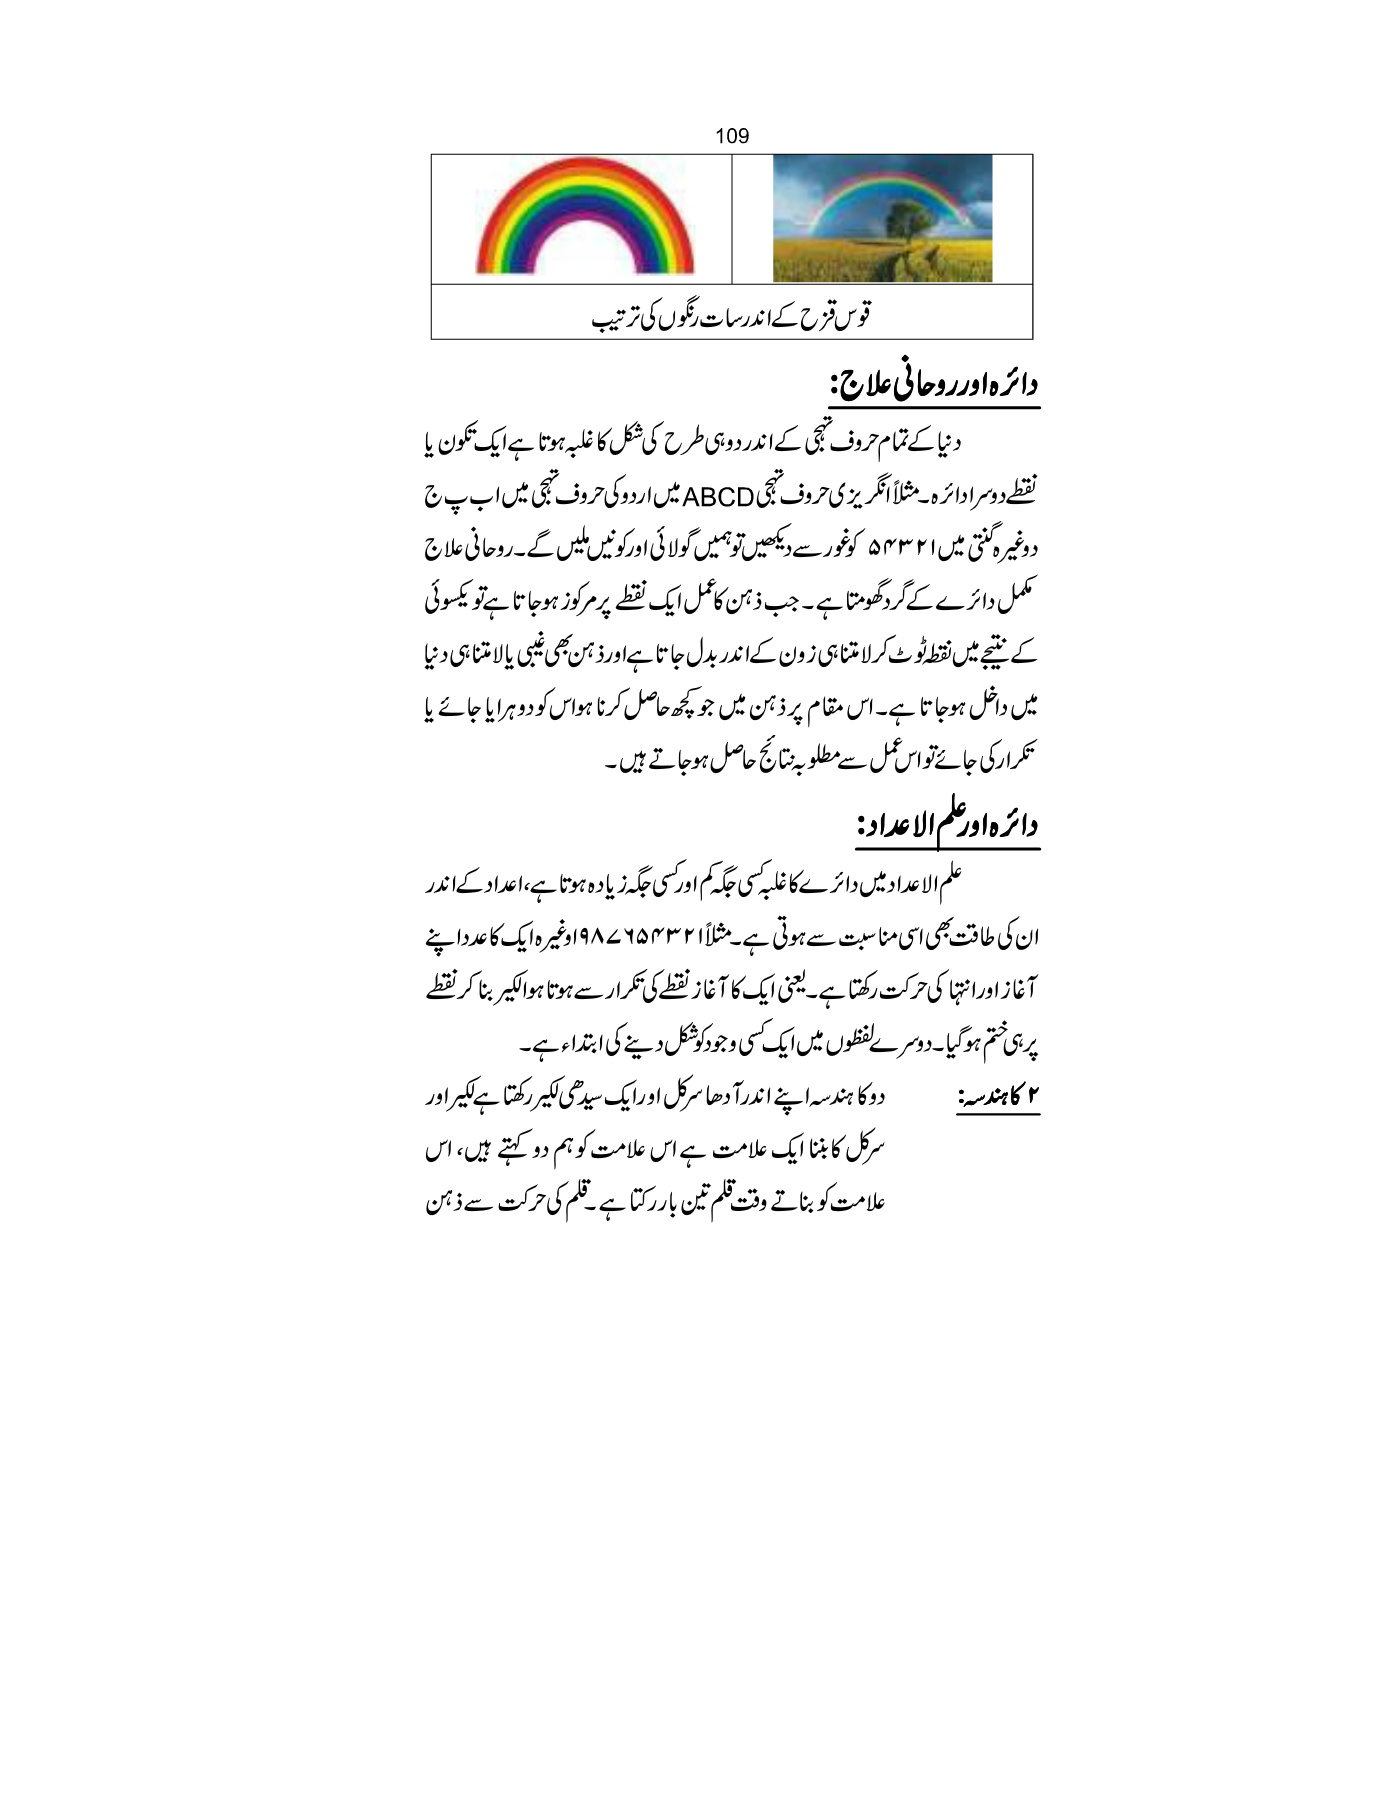 109
قوس قزح کے اندر سات رنگوں کی ترتیب
دائرہ اور روحانی علاج:
دنیا کے تمام حروف تہجی کے اندر دو ہی طرح کی شکل کا غلبہ ہوتا ہے ایک تکون یا
نقطے دوسرا دائرہ۔ مثلاً انگریزی حروف تہجی ABCD میں اردو کی حروف تہجی میں ا ب پ ج
د وغیرہ گنتی میں ۱ ۲ ۳ ۴ ۵ کو غور سے دیکھیں تو ہمیں گولائی اور کونیں ملیں گے۔ روحانی علاج
مکمل دائرے کے گرد گھومتا ہے۔ جب ذہن کا عمل ایک نقطے پر مرکوز ہو جاتا ہے تو یکسوئی
کے نتیجے میں نقطہ ٹوٹ کر لامتناہی زون کے اندر بدل جاتا ہے اور ذہن بھی غیبی یا لامتناہی دنیا
میں داخل ہو جاتا ہے۔ اس مقام پر ذہن میں جو کچھ حاصل کرنا ہو اس کو دوہرایا جائے یا
تکرار کی جائے تو اس عمل سے مطلوبہ نتائج حاصل ہو جاتے ہیں۔
دائرہ اور علم الاعداد:
علم الاعداد میں دائرے کا غلبہ کسی جگہ کم اور کسی جگہ زیادہ ہوتا ہے، اعداد کے اندر
ان کی طاقت بھی اسی مناسبت سے ہوتی ہے۔ مثلاً ۱ ۲ ۳ ۴ ۵ ۶ ۷ ۸ ۹ وغیرہ ایک کا عدد اپنے
آغاز اور انتہا کی حرکت رکھتا ہے۔ یعنی ایک کا آغاز نقطے کی تکرار سے ہوتا ہوا لکیر بنا کر نقطے
پر ہی ختم ہو گیا۔ دوسرے لفظوں میں ایک کسی وجود کو شکل دینے کی ابتداء ہے۔
۲ کا ہندسہ: دو کا ہندسہ اپنے اندر آدھا سرکل اور ایک سیدھی لکیر رکھتا ہے لکیر اور
سرکل کا بننا ایک علامت ہے اس علامت کو ہم دو کہتے ہیں، اس
علامت کو بناتے وقت قلم تین بار رکتا ہے۔ قلم کی حرکت سے ذہن